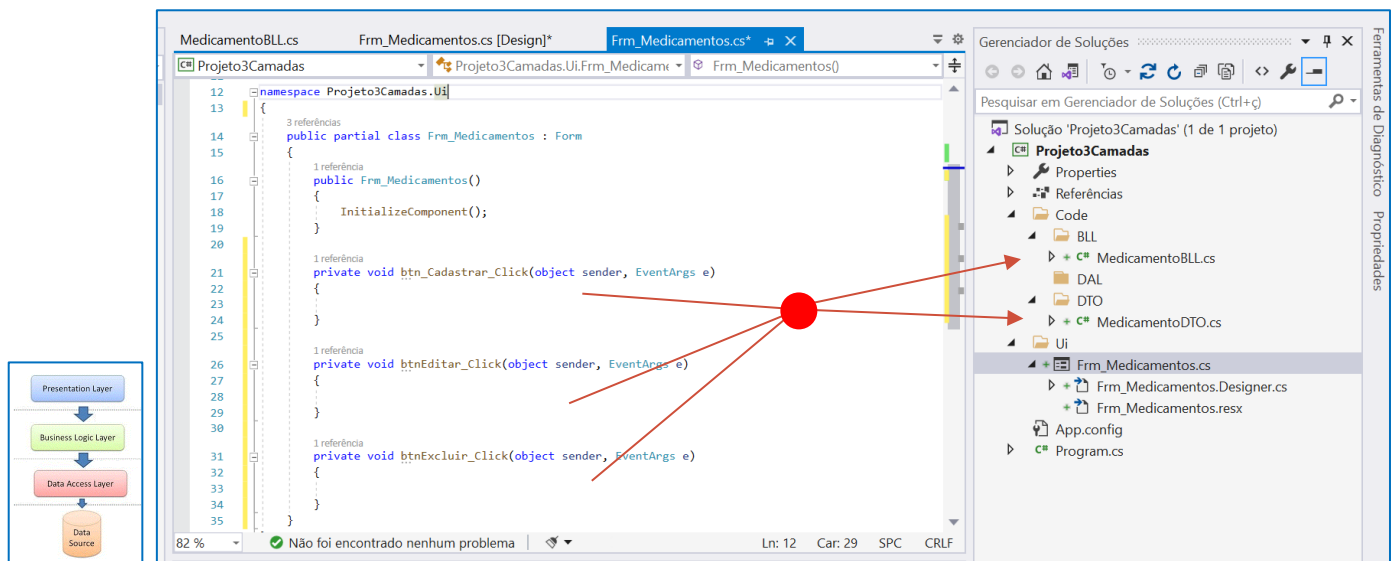 MedicamentoBLL.cs
Frm_Medicamentos.cs [Design]*
Frm_Medicamentos.cs*
Projeto3Camadas
Projeto3Camadas.Ui.Frm_Medicame
Frm_Medicamentos()
12 namespace Projeto3Camadas.Ui
13 {
3 referências
14 public partial class Frm_Medicamentos : Form
15 {
1 referência
16 public Frm_Medicamentos()
17 {
18 InitializeComponent();
19 }
20
1 referência
21 private void btn_Cadastrar_Click(object sender, EventArgs e)
22 {
23
24 }
25
1 referência
26 private void btnEditar_Click(object sender, EventArgs e)
27 {
28
29 }
30
1 referência
31 private void btnExcluir_Click(object sender, EventArgs e)
32 {
33
34 }
35 }
82 %
Não foi encontrado nenhum problema
Ln: 12 Car: 29 SPC CRLF
Gerenciador de Soluções
Pesquisar em Gerenciador de Soluções (Ctrl+ç)
Solução 'Projeto3Camadas' (1 de 1 projeto)
C# Projeto3Camadas
Properties
Referências
Code
BLL
+ C# MedicamentoBLL.cs
DAL
DTO
+ C# MedicamentoDTO.cs
Ui
+ Frm_Medicamentos.cs
+ Frm_Medicamentos.Designer.cs
+ Frm_Medicamentos.resx
App.config
C# Program.cs
Ferramentas de Diagnóstico
Propriedades
Presentation Layer
Business Logic Layer
Data Access Layer
Data
Source